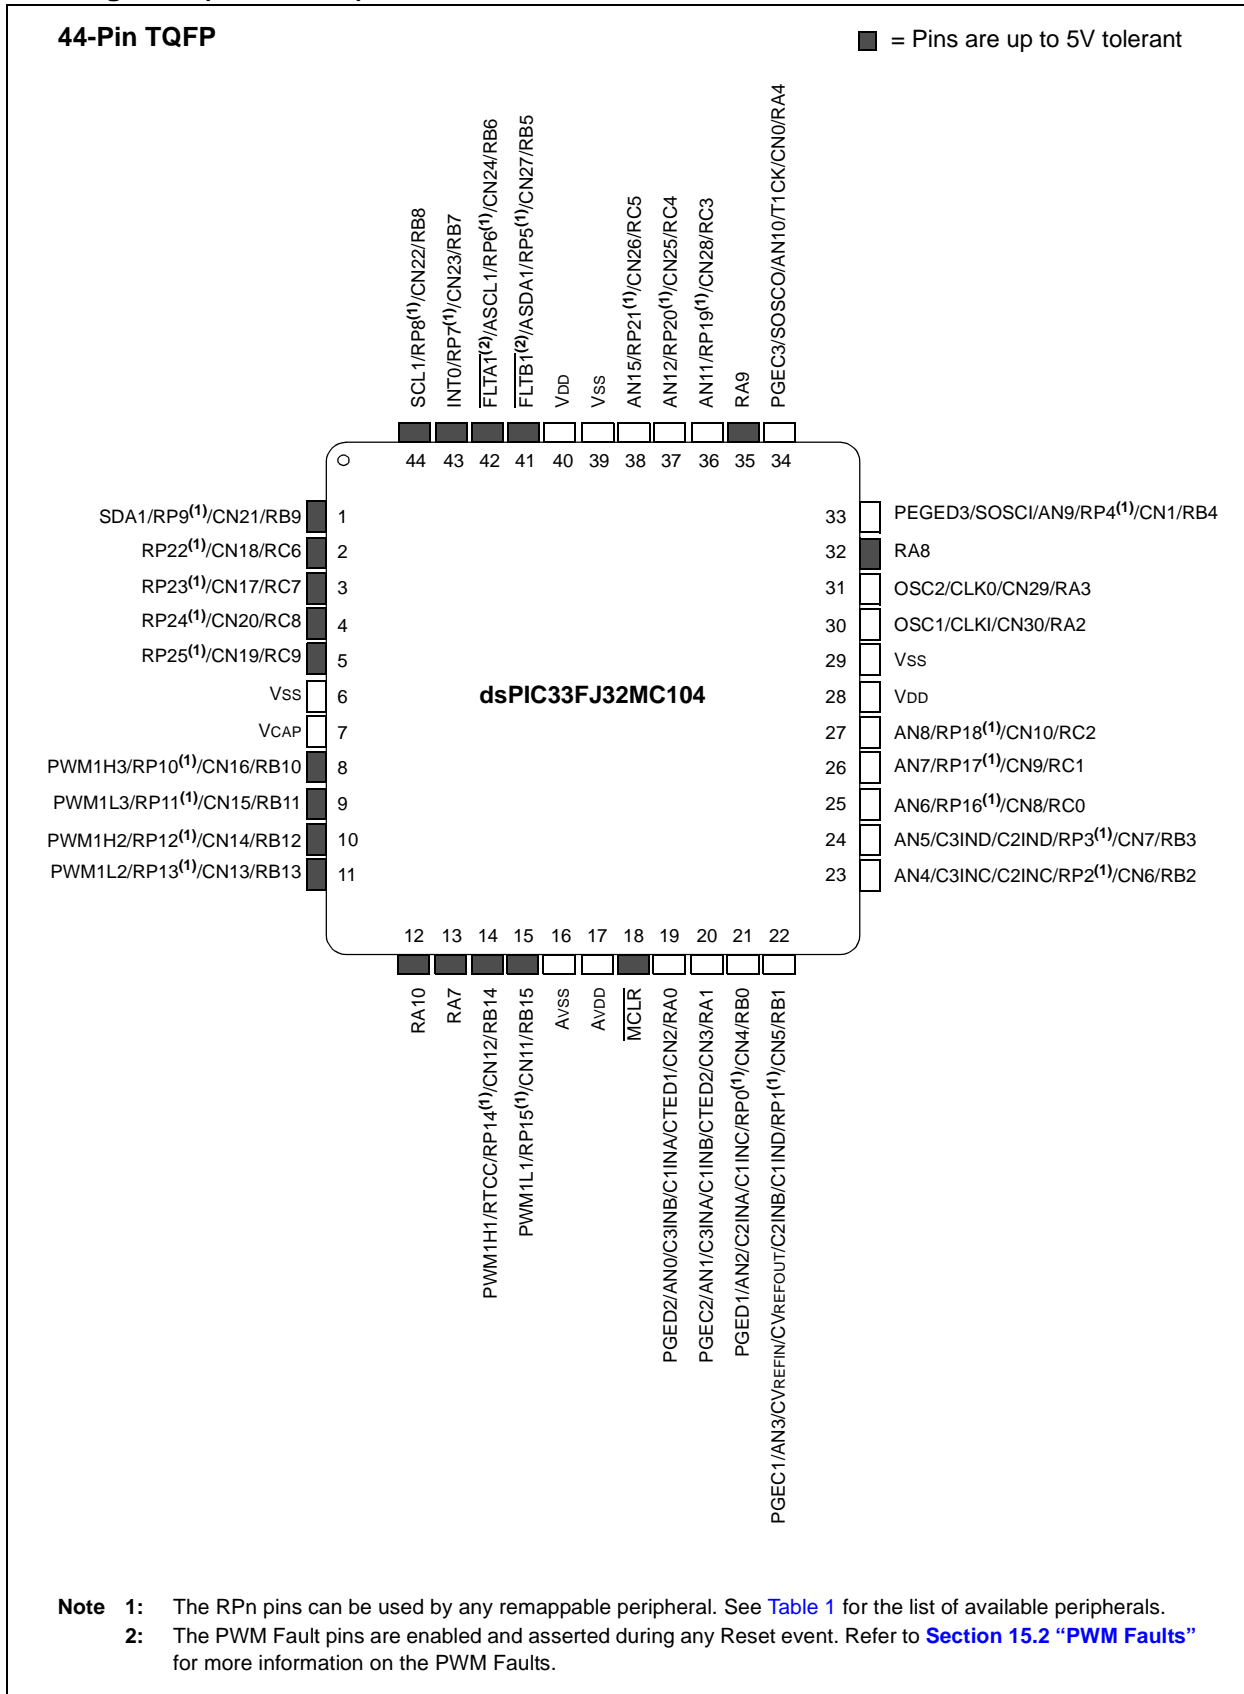 44-Pin TQFP
= Pins are up to 5V tolerant
SCL1/RP8(1)/CN22/RB8
INT0/RP7(1)/CN23/RB7
FLTA1(2)/ASCL1/RP6(1)/CN24/RB6
FLTB1(2)/ASDA1/RP5(1)/CN27/RB5
VDD
VSS
AN15/RP21(1)/CN26/RC5
AN12/RP20(1)/CN25/RC4
AN11/RP19(1)/CN28/RC3
RA9
PGEC3/SOSCO/AN10/T1CK/CN0/RA4
44 43 42 41 40 39 38 37 36 35 34
SDA1/RP9(1)/CN21/RB9 1
RP22(1)/CN18/RC6 2
RP23(1)/CN17/RC7 3
RP24(1)/CN20/RC8 4
RP25(1)/CN19/RC9 5
VSS 6
VCAP 7
PWM1H3/RP10(1)/CN16/RB10 8
PWM1L3/RP11(1)/CN15/RB11 9
PWM1H2/RP12(1)/CN14/RB12 10
PWM1L2/RP13(1)/CN13/RB13 11
dsPIC33FJ32MC104
33 PEGED3/SOSCI/AN9/RP4(1)/CN1/RB4
32 RA8
31 OSC2/CLK0/CN29/RA3
30 OSC1/CLKI/CN30/RA2
29 VSS
28 VDD
27 AN8/RP18(1)/CN10/RC2
26 AN7/RP17(1)/CN9/RC1
25 AN6/RP16(1)/CN8/RC0
24 AN5/C3IND/C2IND/RP3(1)/CN7/RB3
23 AN4/C3INC/C2INC/RP2(1)/CN6/RB2
12 13 14 15 16 17 18 19 20 21 22
RA10
RA7
PWM1H1/RTCC/RP14(1)/CN12/RB14
PWM1L1/RP15(1)/CN11/RB15
AVSS
AVDD
MCLR
PGED2/AN0/C3INB/C1INA/CTED1/CN2/RA0
PGEC2/AN1/C3INA/C1INB/CTED2/CN3/RA1
PGED1/AN2/C2INA/C1INC/RP0(1)/CN4/RB0
PGEC1/AN3/CVREFIN/CVREFOUT/C2INB/C1IND/RP1(1)/CN5/RB1
Note 1: The RPn pins can be used by any remappable peripheral. See Table 1 for the list of available peripherals.
2: The PWM Fault pins are enabled and asserted during any Reset event. Refer to Section 15.2 “PWM Faults”
for more information on the PWM Faults.